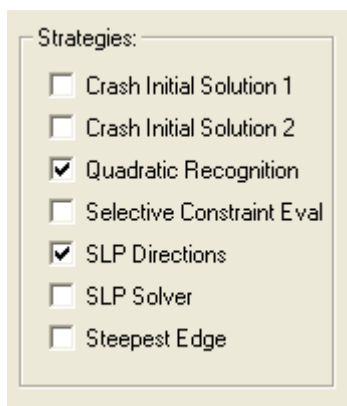 Strategies:
Crash Initial Solution 1
Crash Initial Solution 2
Quadratic Recognition
Selective Constraint Eval
SLP Directions
SLP Solver
Steepest Edge